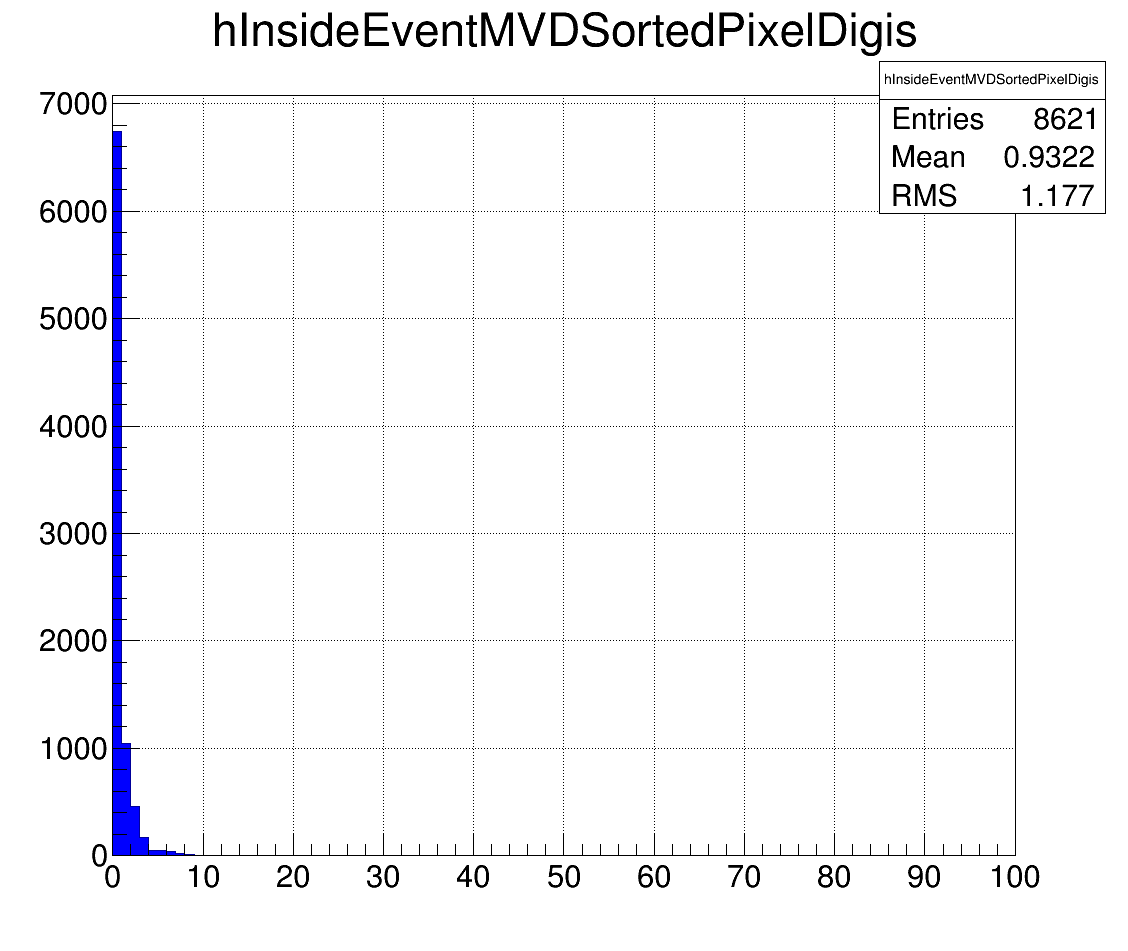 hInsideEventMVDSortedPixelDigis
hInsideEventMVDSortedPixelDigis
Entries 8621
Mean 0.9322
RMS 1.177
7000
6000
5000
4000
3000
2000
1000
0
0 10 20 30 40 50 60 70 80 90 100